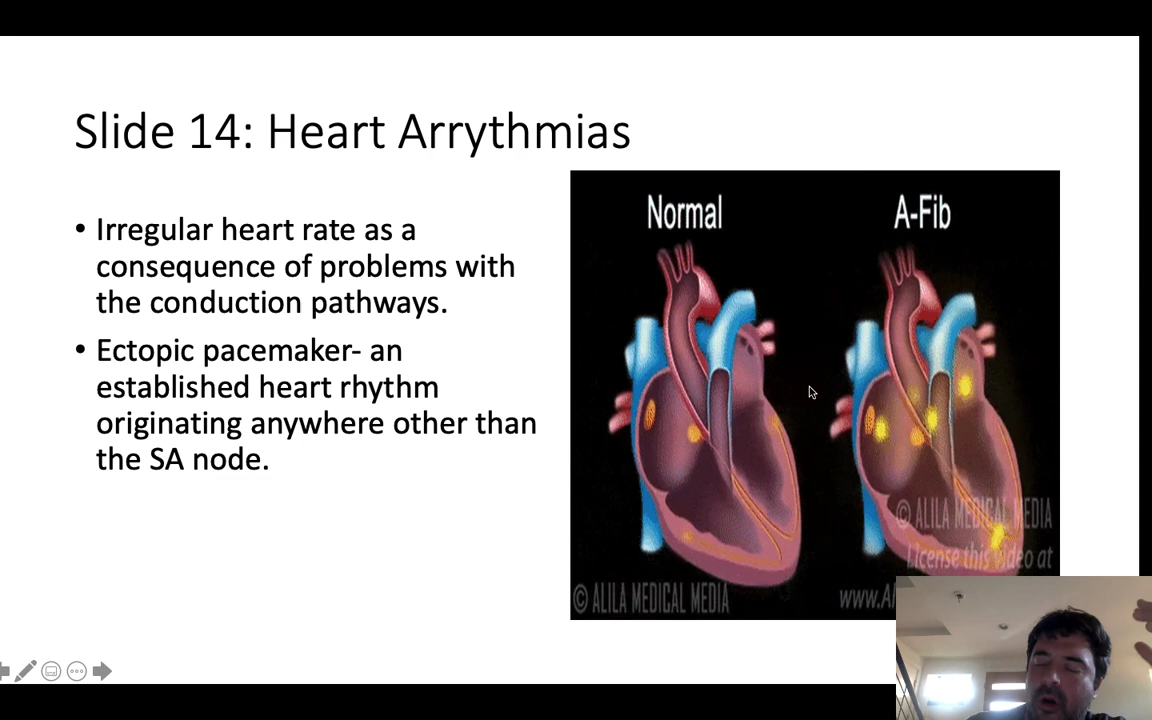 Slide 14: Heart Arrythmias
• Irregular heart rate as a
consequence of problems with
the conduction pathways.
• Ectopic pacemaker- an
established heart rhythm
originating anywhere other than
the SA node.
Normal
A-Fib
© ALILA MEDICAL MEDIA
License this video at
© ALILA MEDICAL MEDIA